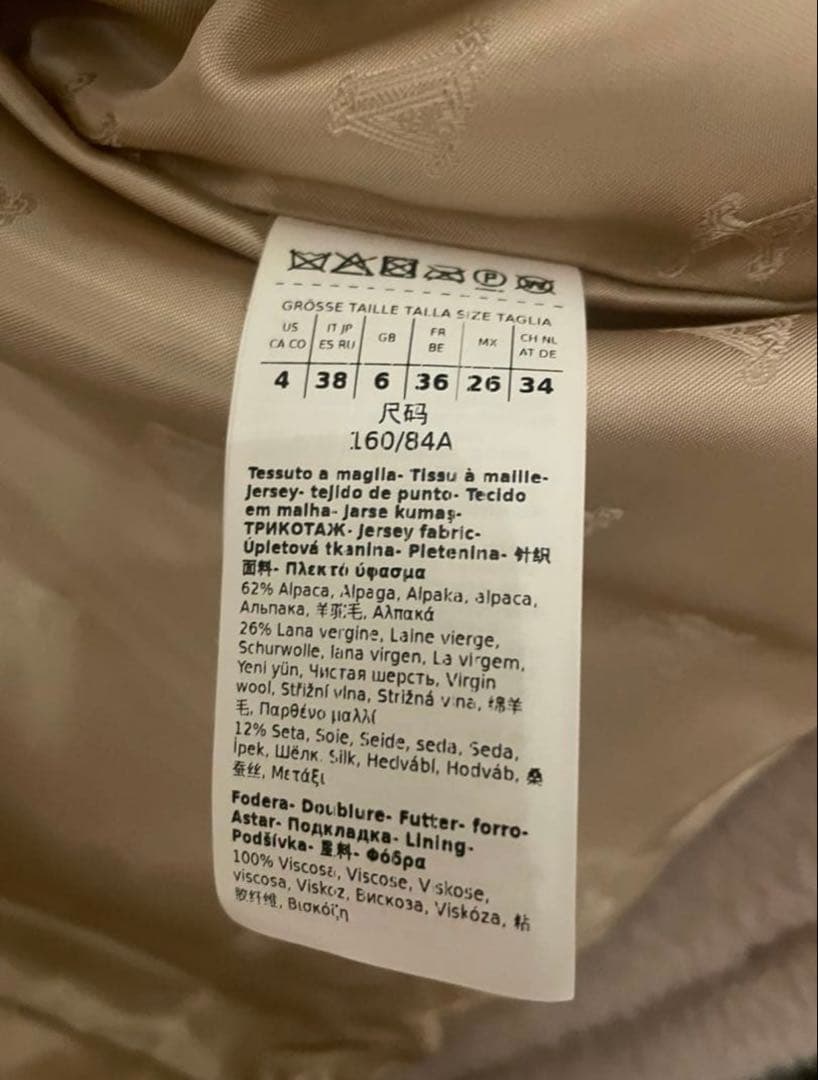 P W
GRÖSSE TAILLE TALLA SIZE TAGLIA
US CA CO IT JP ES RU GB FR BE MX CH NL AT DE
4 38 6 36 26 34
尺码
160/84A
Tessuto a maglia- Tissu à maille-
Jersey- tejido de punto- Tecido
em malha- Jarse kumaş-
ТРИКОТАЖ- Jersey fabric-
Úpletová tkanina- Pletenina- 针织
面料- Πλεκτό ύφασμα
62% Alpaca, Alpaga, Alpaka, alpaca,
Альпака, 羊驼毛, Αλπακά
26% Lana vergine, Laine vierge,
Schurwolle, lana virgen, La virgem,
Yeni yün, Чистая шерсть, Virgin
wool, Střižní vlna, Strižná vlna, 绵羊
毛, Παρθένο μαλλί
12% Seta, Soie, Seide, seda, Seda,
İpek, Шёлк, Silk, Hedvábí, Hodváb, 桑
蚕丝, Μετάξι
Fodera- Doublure- Futter- forro-
Astar- Подкладка- Lining-
Podšívka- 里料- Φόδρα
100% Viscosa, Viscose, Viskose,
viscosa, Viskoz, Вискоза, Viskóza, 粘
胶纤维, Βισκόζη